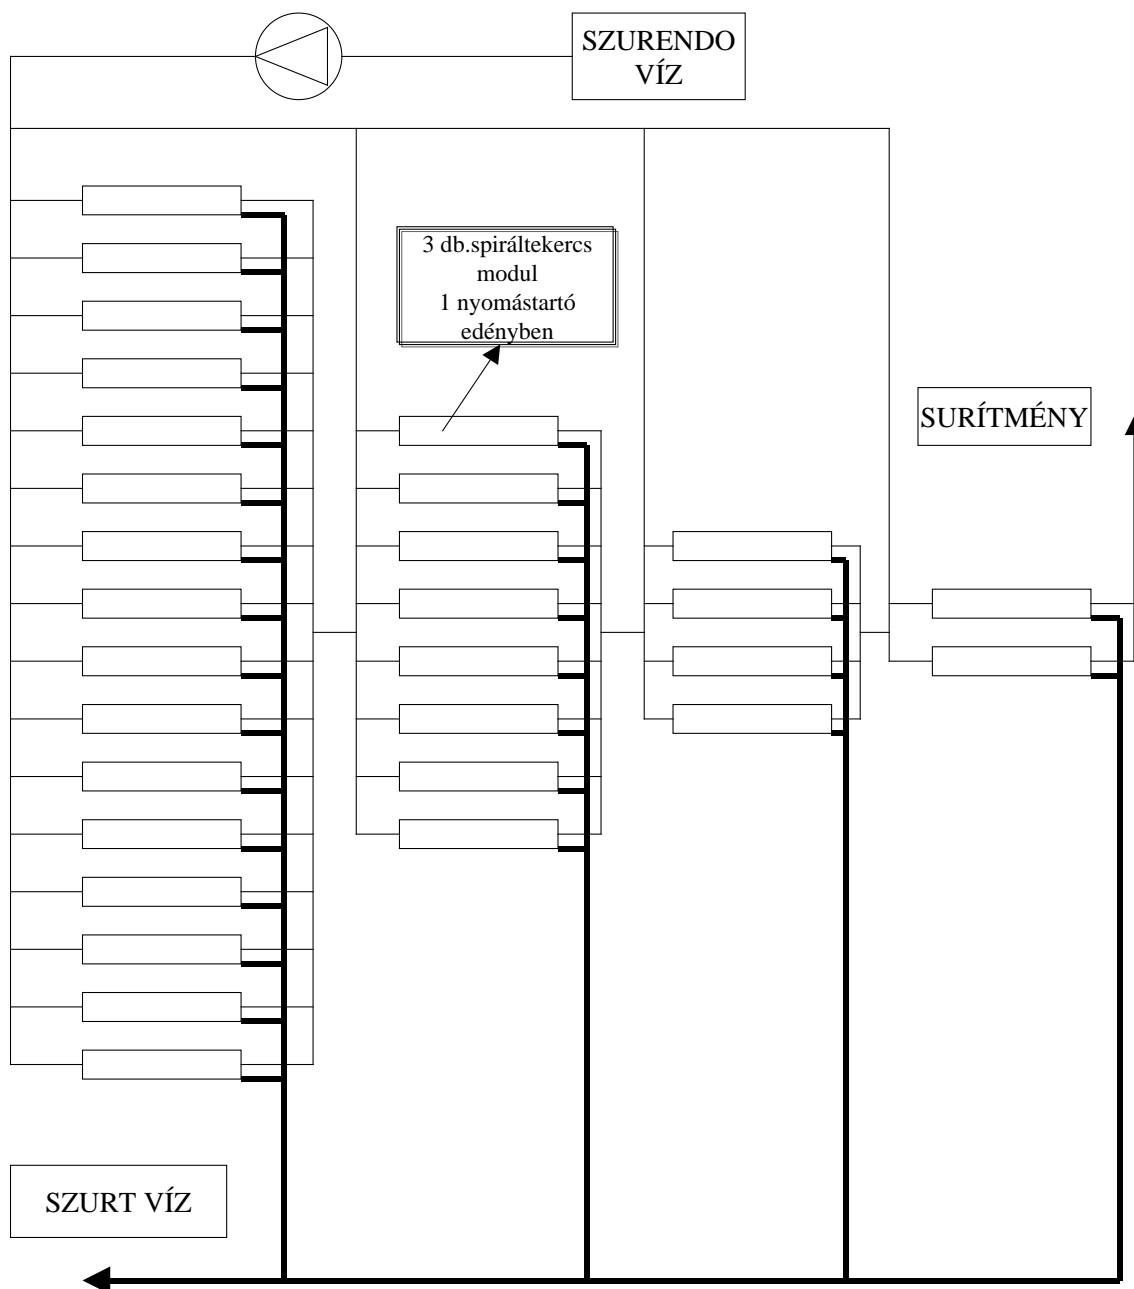 SZURENDO
VÍZ
3 db.spiráltekercs
modul
1 nyomástartó
edényben
SURÍTMÉNY
SZURT VÍZ